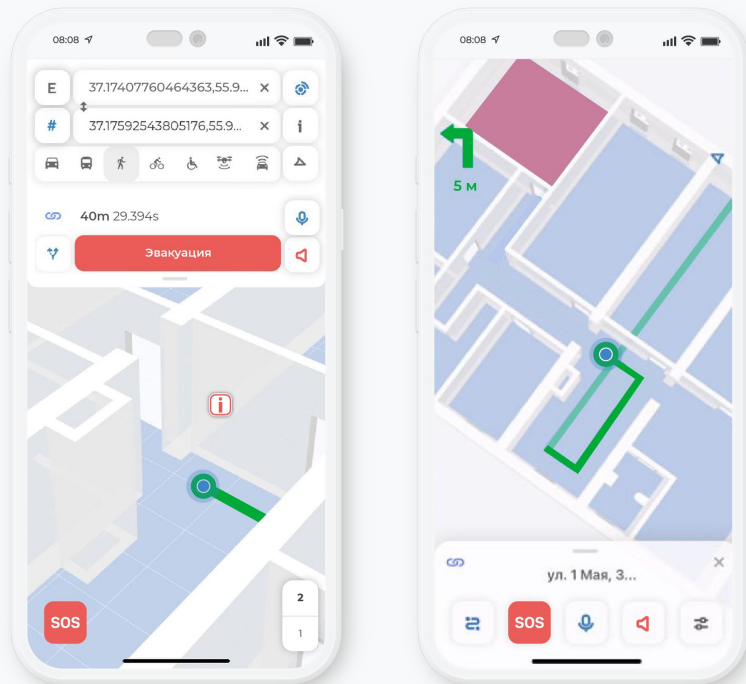 08:08
E
37.17407760464363,55.9...
#
37.17592543805176,55.9...
i
40m 29.394s
Эвакуация
i
SOS
2
1
08:08
5 м
ул. 1 Мая, 3...
SOS